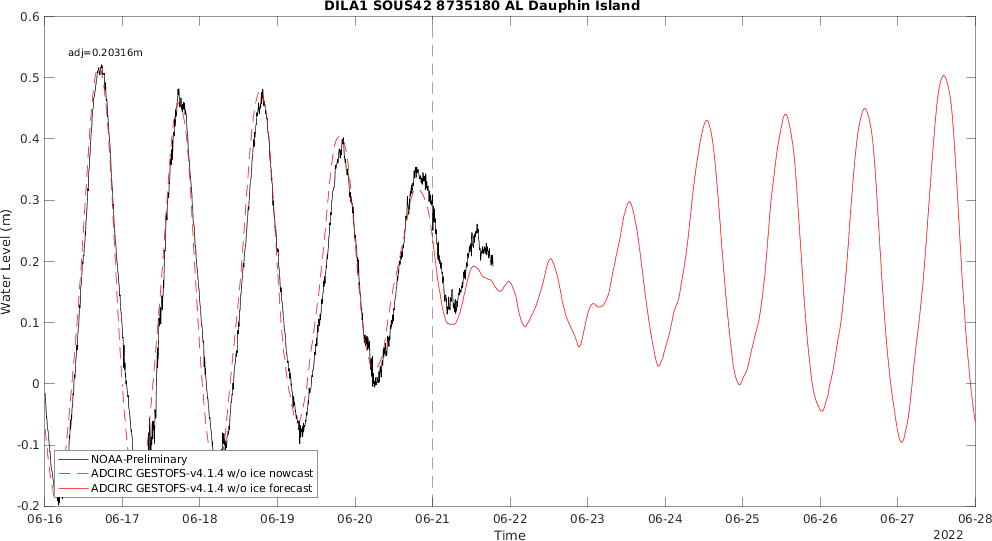 DILA1 SOUS42 8735180 AL Dauphin Island
adj=0.20316m
Water Level (m)
0.6
0.5
0.4
0.3
0.2
0.1
0
-0.1
-0.2
NOAA-Preliminary
ADCIRC GESTOFS-v4.1.4 w/o ice nowcast
ADCIRC GESTOFS-v4.1.4 w/o ice forecast
06-16 06-17 06-18 06-19 06-20 06-21 06-22 06-23 06-24 06-25 06-26 06-27 06-28
Time
2022